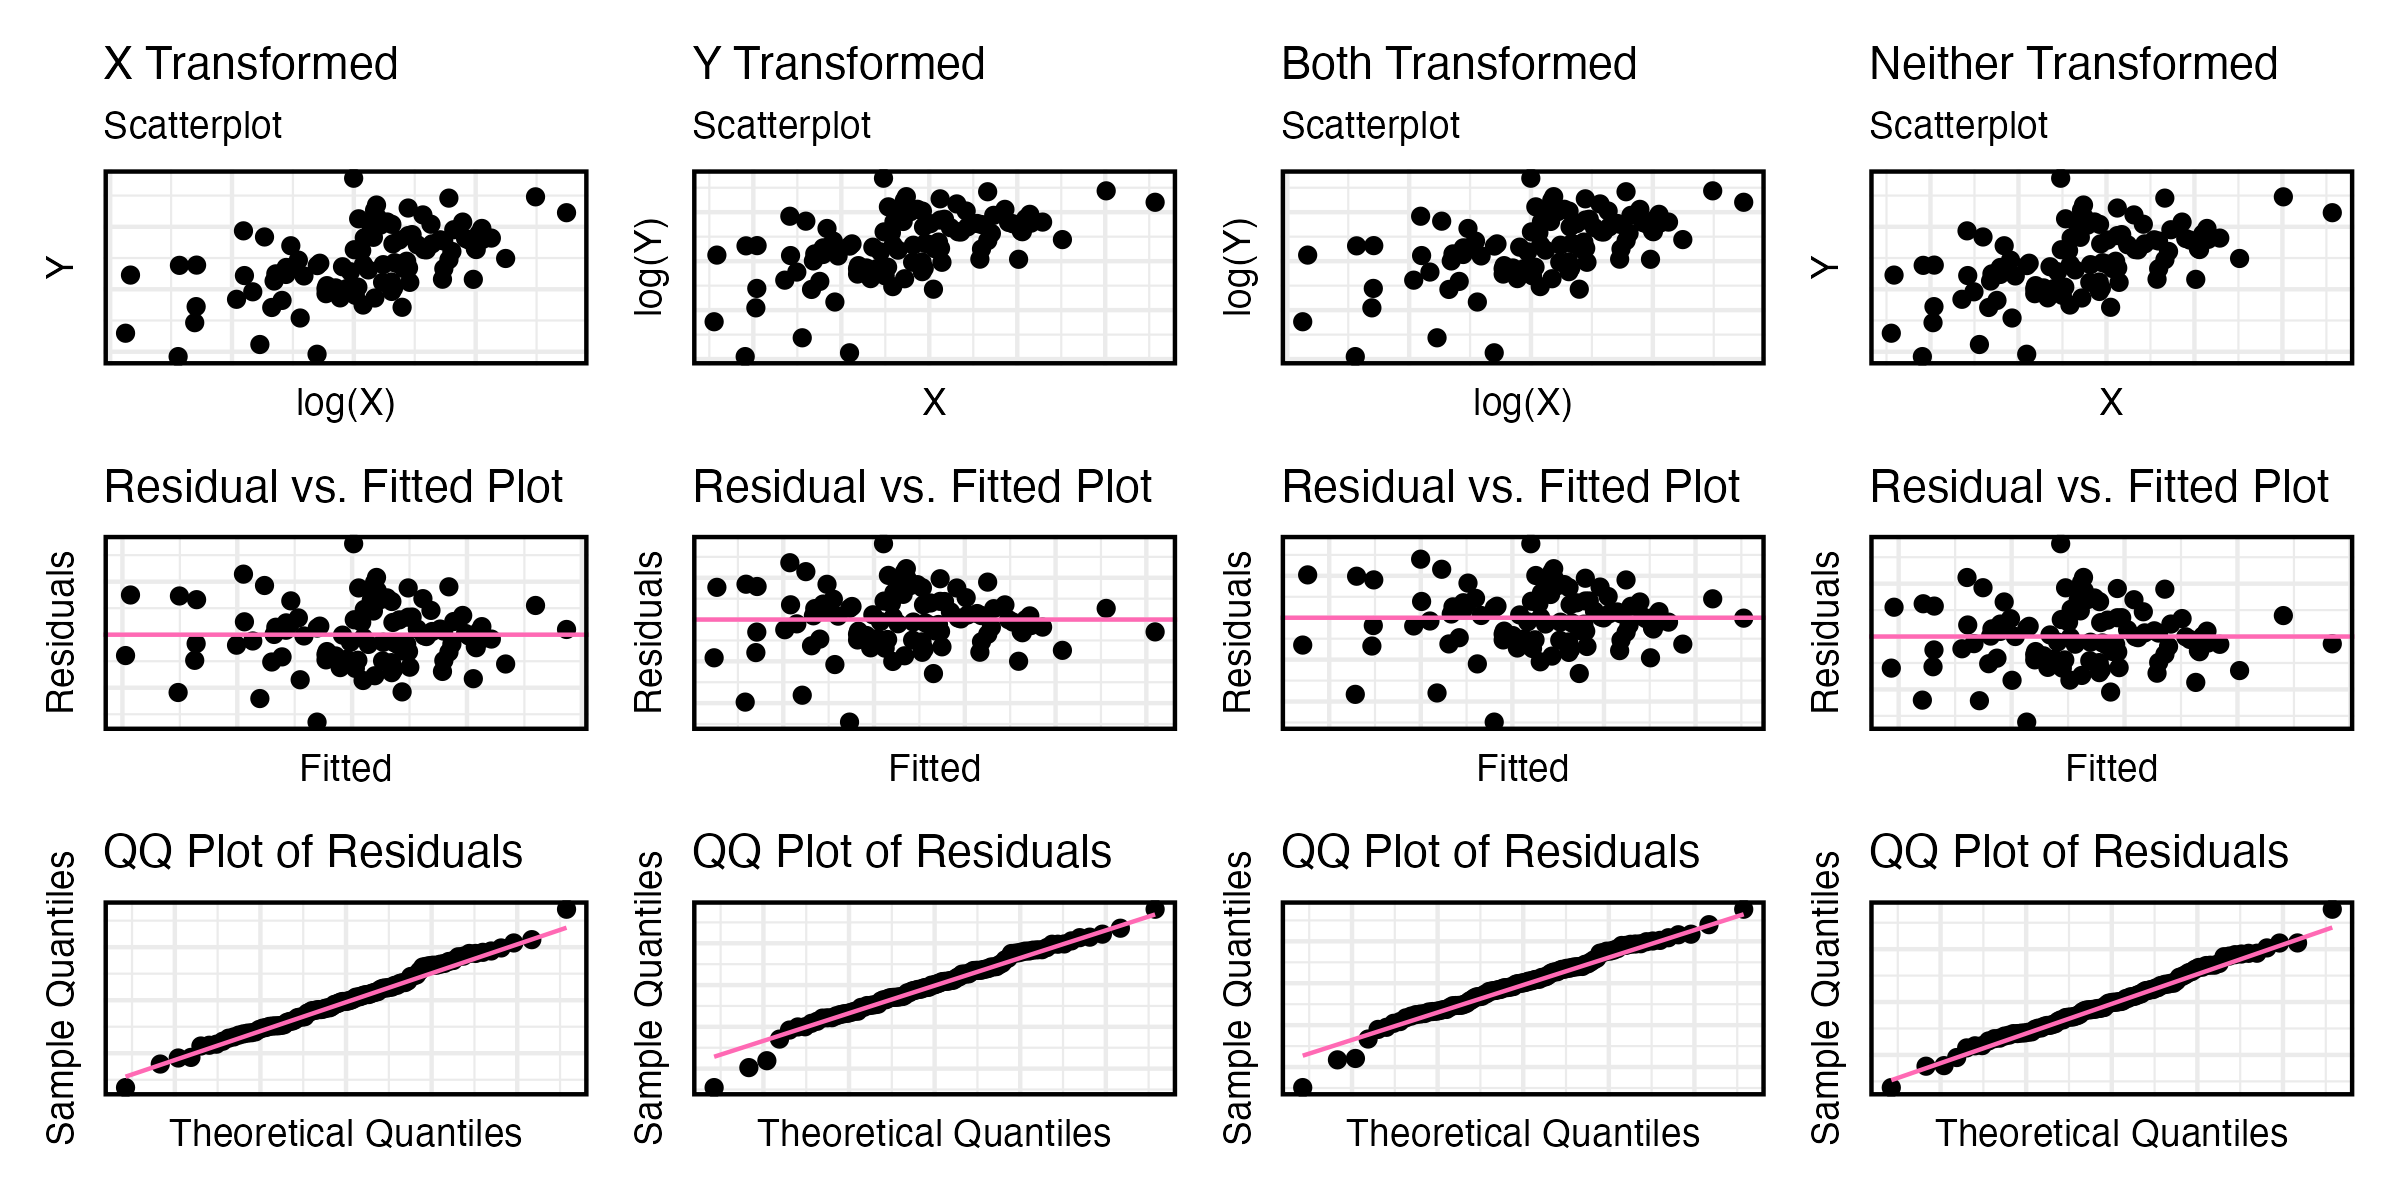 X Transformed
Scatterplot
Y
log(X)
Residual vs. Fitted Plot
Residuals
Fitted
QQ Plot of Residuals
Sample Quantiles
Theoretical Quantiles
Y Transformed
Scatterplot
log(Y)
X
Residual vs. Fitted Plot
Residuals
Fitted
QQ Plot of Residuals
Sample Quantiles
Theoretical Quantiles
Both Transformed
Scatterplot
log(Y)
log(X)
Residual vs. Fitted Plot
Residuals
Fitted
QQ Plot of Residuals
Sample Quantiles
Theoretical Quantiles
Neither Transformed
Scatterplot
Y
X
Residual vs. Fitted Plot
Residuals
Fitted
QQ Plot of Residuals
Sample Quantiles
Theoretical Quantiles